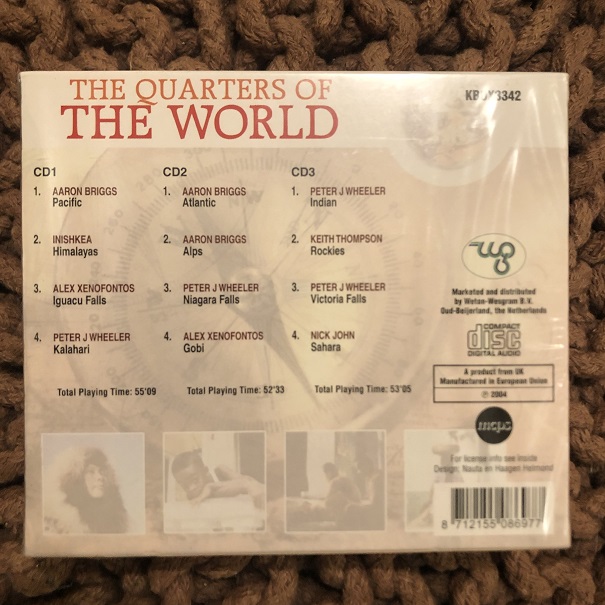 THE QUARTERS OF
THE WORLD
CD1
1. AARON BRIGGS
Pacific
2. INISHKEA
Himalayas
3. ALEX XENOFONTOS
Iguacu Falls
4. PETER J WHEELER
Kalahari
Total Playing Time: 55'09
CD2
1. AARON BRIGGS
Atlantic
2. AARON BRIGGS
Alps
3. PETER J WHEELER
Niagara Falls
4. ALEX XENOFONTOS
Gobi
Total Playing Time: 52'33
CD3
1. PETER J WHEELER
Indian
2. KEITH THOMPSON
Rockies
3. PETER J WHEELER
Victoria Falls
4. NICK JOHN
Sahara
Total Playing Time: 53'05
Marketed and distributed
by Weton-Wesgram B.V.
Oud-Beijerland, the Netherlands
COMPACT
disc
DIGITAL AUDIO
A product from UK
Manufactured in European Union
℗ 2004
mcps
For license info see inside
Design: Nauta en Haagen Helmond
8 712155 086977